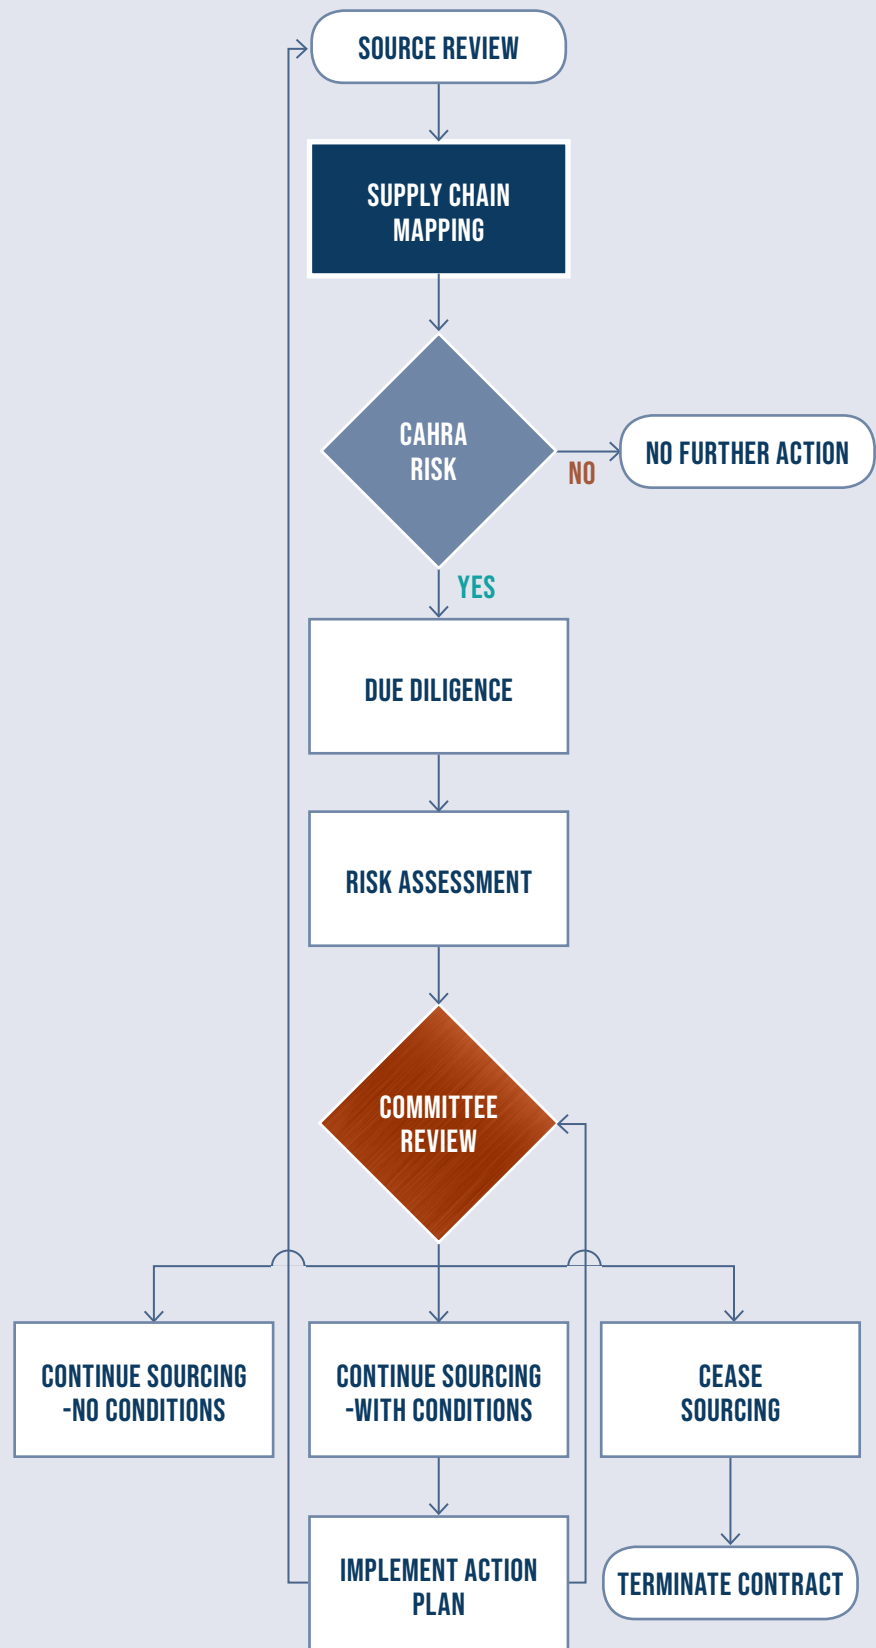 SOURCE REVIEW
SUPPLY CHAIN
MAPPING
CAHRA
RISK
NO
NO FURTHER ACTION
YES
DUE DILIGENCE
RISK ASSESSMENT
COMMITTEE
REVIEW
CONTINUE SOURCING
-NO CONDITIONS
CONTINUE SOURCING
-WITH CONDITIONS
CEASE
SOURCING
IMPLEMENT ACTION
PLAN
TERMINATE CONTRACT